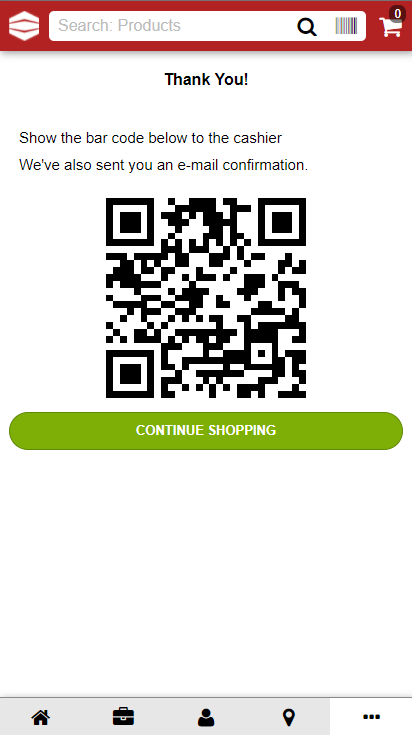 Search: Products
0
Thank You!
Show the bar code below to the cashier
We've also sent you an e-mail confirmation.
CONTINUE SHOPPING